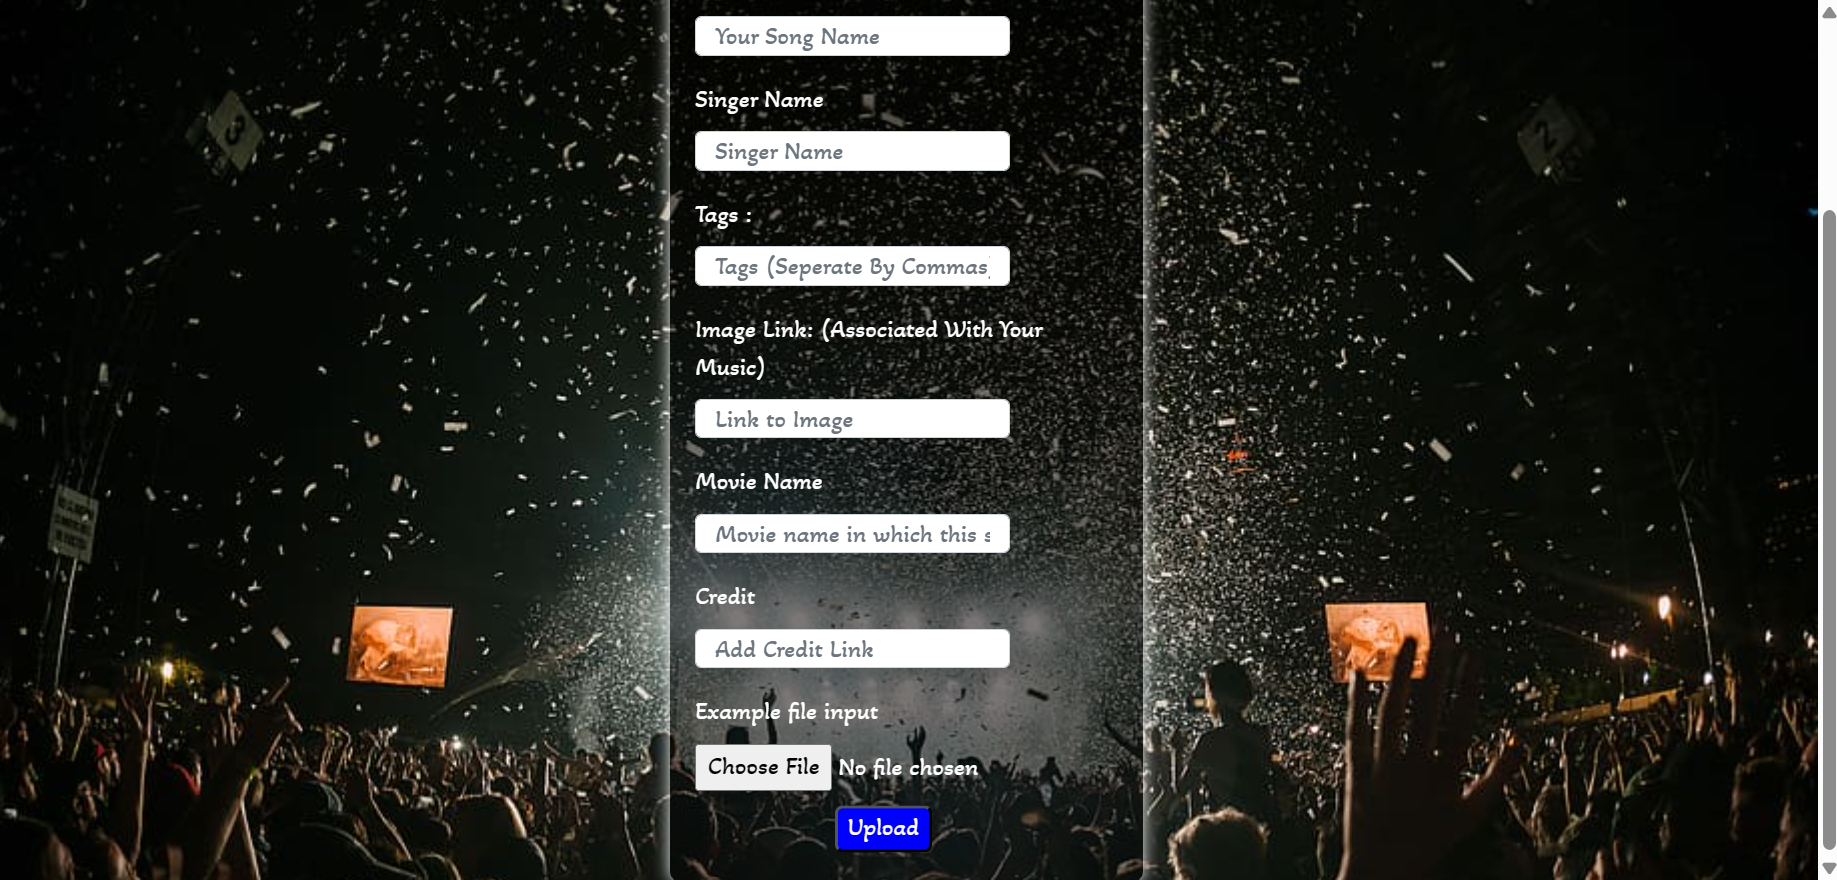 Your Song Name
Singer Name
Singer Name
Tags :
Tags (Seperate By Commas)
Image Link: (Associated With Your
Music)
Link to Image
Movie Name
Movie name in which this s
Credit
Add Credit Link
Example file input
Choose File No file chosen
Upload
3
2